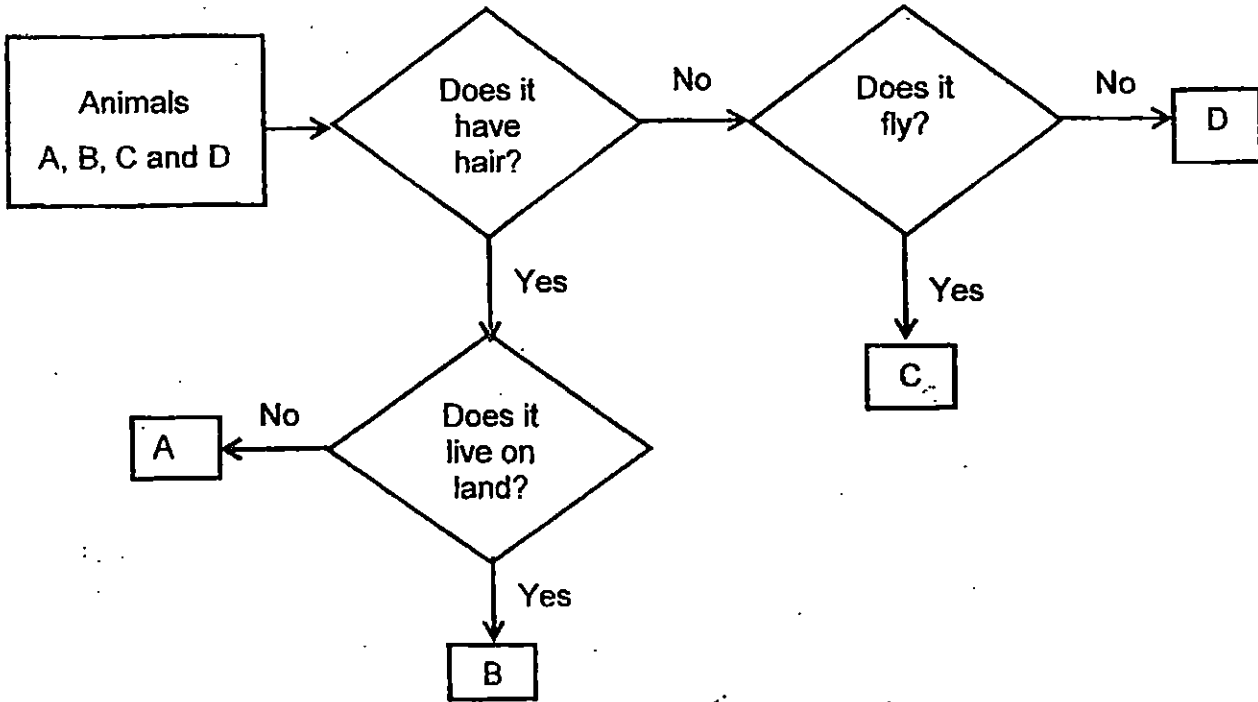 Animals
A, B, C and D
Does it
have
hair?
No
Does it
fly?
No
D
Yes
Yes
C
No
A
Does it
live on
land?
Yes
B